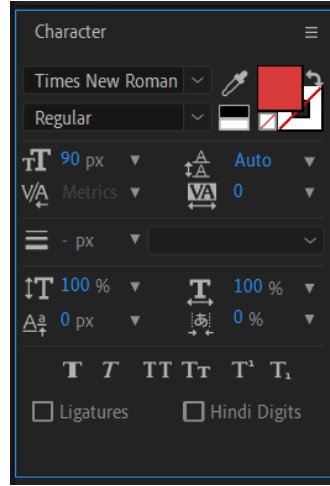 Character
Times New Roman
Regular
90 px Auto
Metrics 0
- px
100 % 100 %
0 px 0 %
T T TT Tт T¹ T₁
Ligatures Hindi Digits